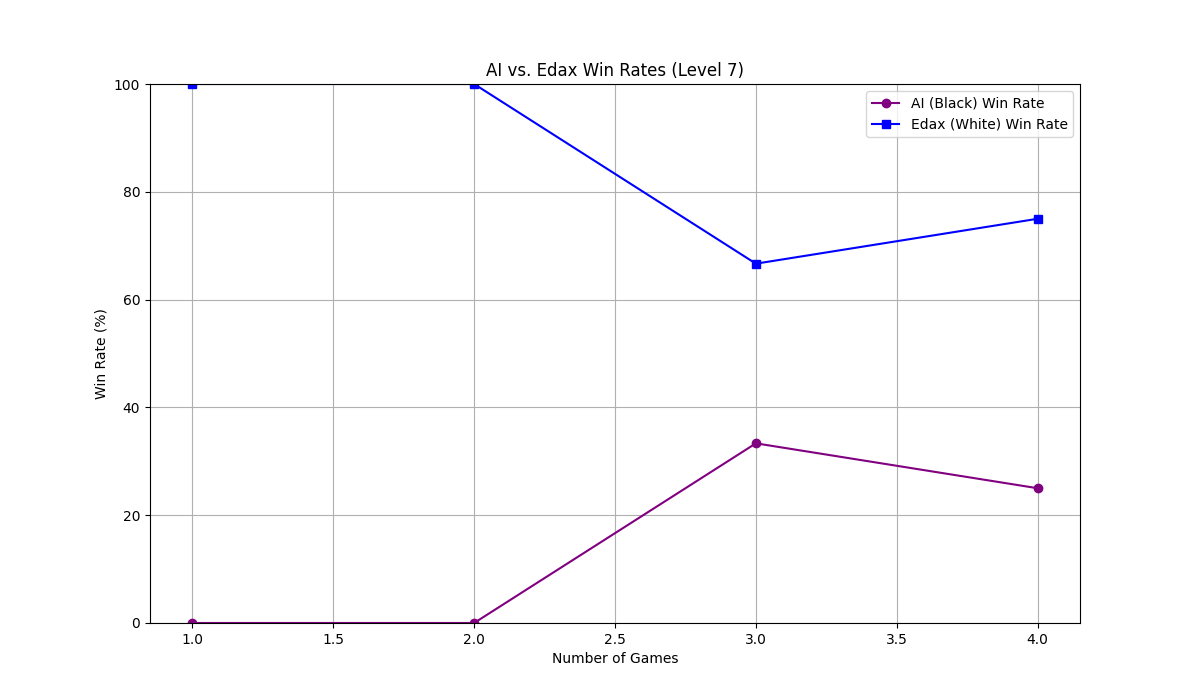 AI vs. Edax Win Rates (Level 7)
AI (Black) Win Rate
Edax (White) Win Rate
Win Rate (%)
100
80
60
40
20
0
1.0 1.5 2.0 2.5 3.0 3.5 4.0
Number of Games